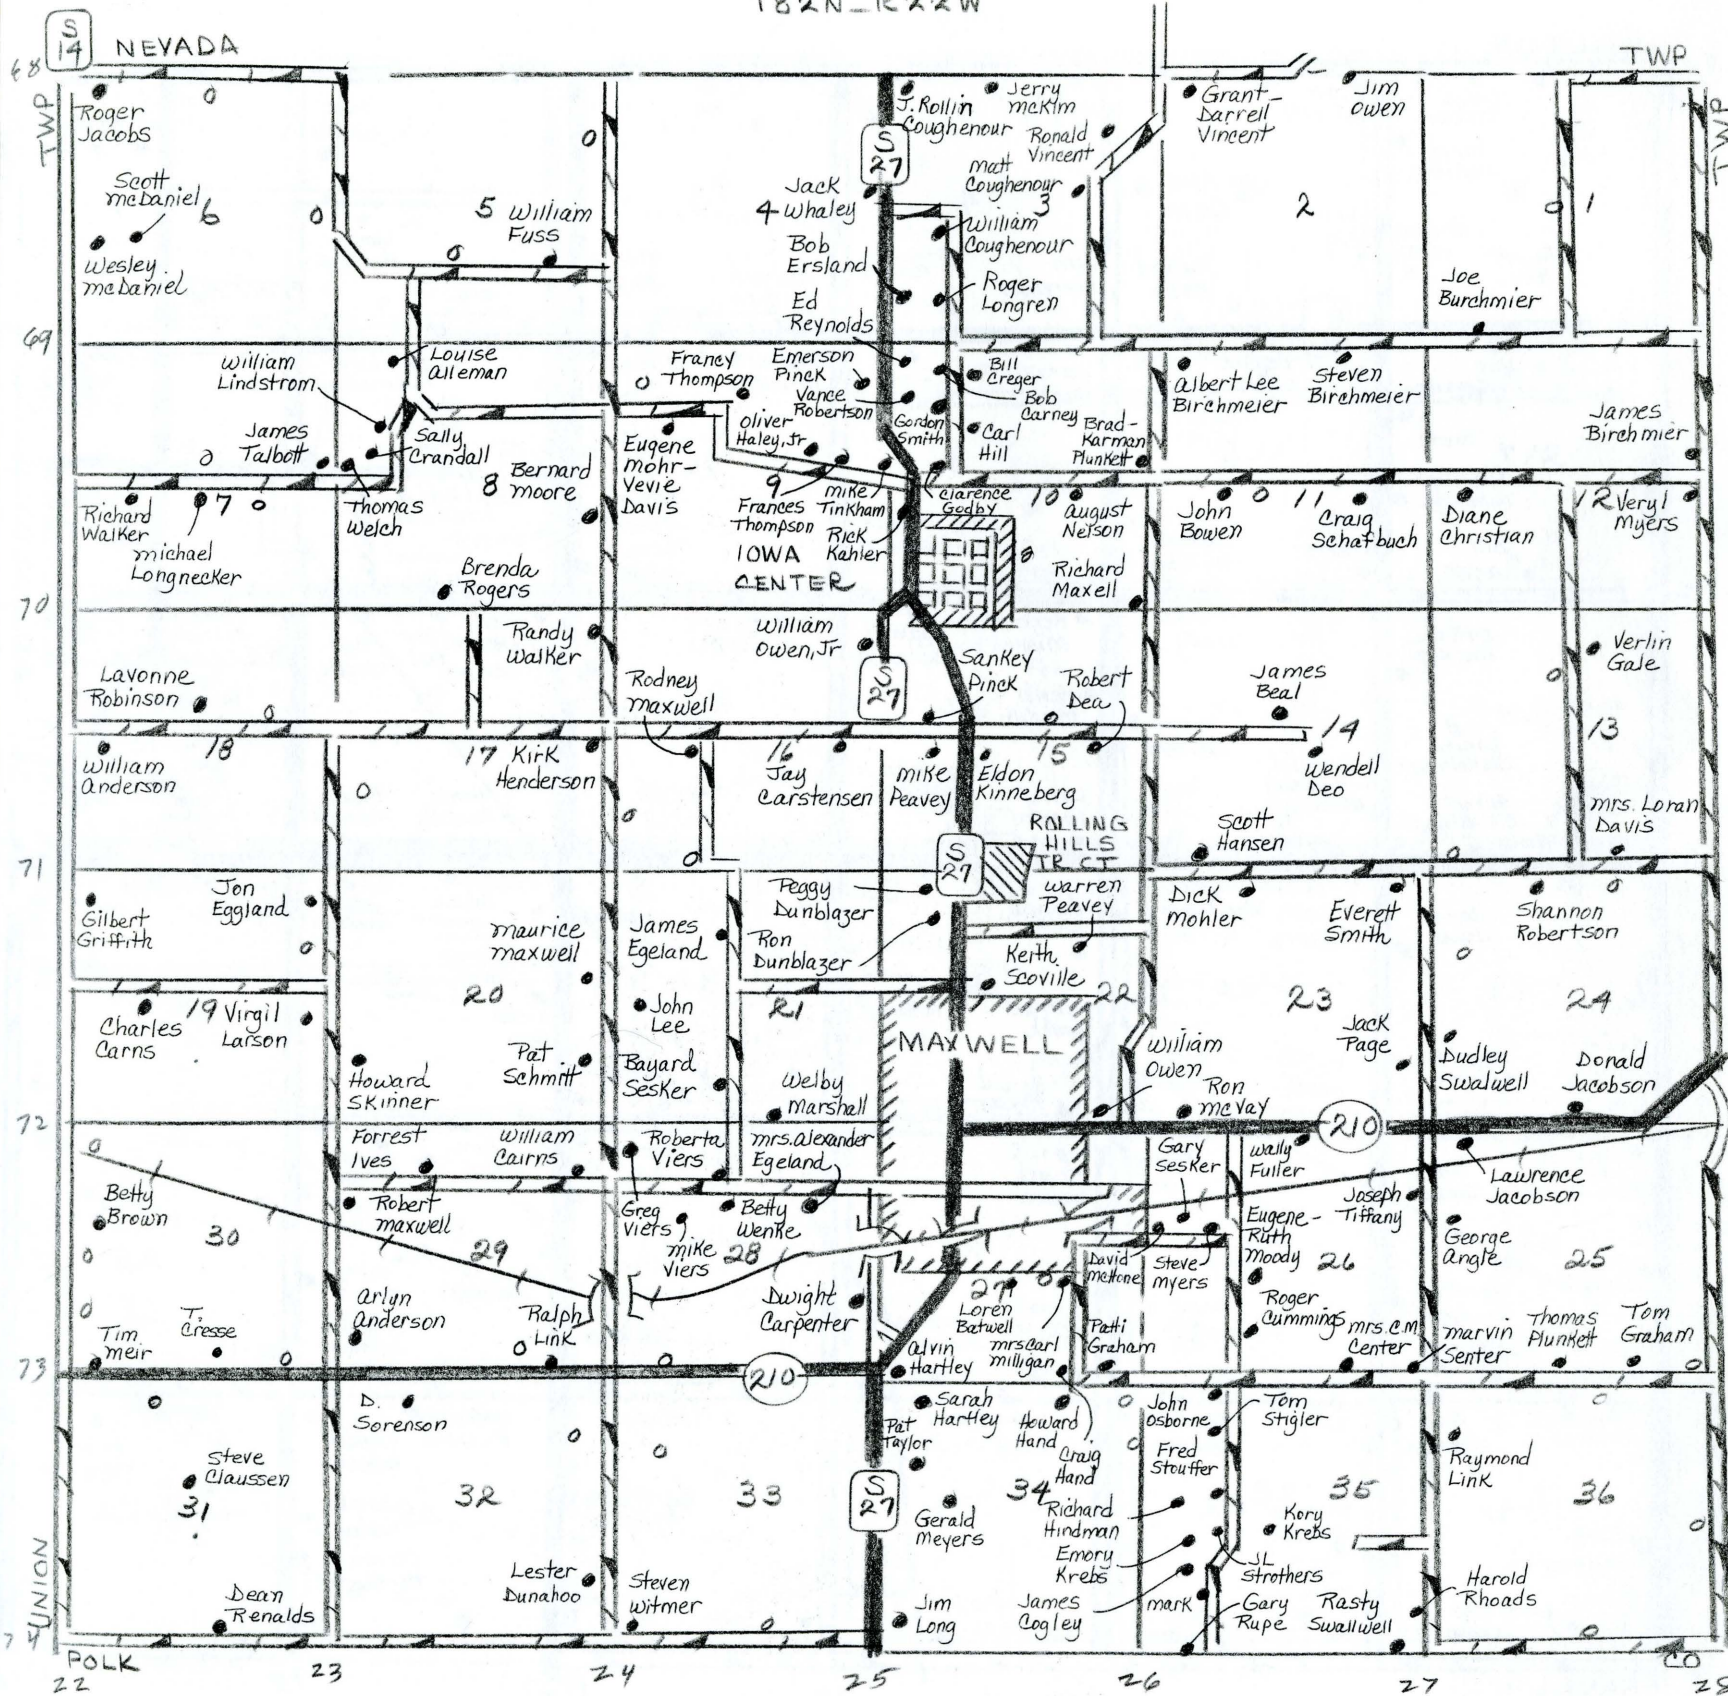 T82N-R22W
S
14
NEVADA
TWP
68
TWP
TWP
Roger
Jacobs
J. Rollin
Coughenour
Jerry
McKim
Ronald
Vincent
Grant-
Darrell
Vincent
Jim
Owen
S
27
Scott
McDaniel
6
5
William
Fuss
Jack
Whaley
4
Matt
Coughenour
3
2
1
William
Coughenour
Wesley
McDaniel
Bob
Ersland
Roger
Longren
Joe
Burchmier
Ed
Reynolds
69
William
Lindstrom
Louise
Alleman
Francy
Thompson
Emerson
Pinck
Vance
Robertson
Bill
Creger
Bob
Carney
Albert Lee
Birchmeier
Steven
Birchmeier
James
Birchmier
James
Talbott
Sally
Crandall
Eugene
Mohr-
Vevie
Davis
Oliver
Haley, Jr
Gordon
Smith
Carl
Hill
Brad-
Karman
Plunkett
Richard
Walker
7
Michael
Longnecker
Thomas
Welch
8
Bernard
Moore
9
Frances
Thompson
Mike
Tinkham
Rick
Kahler
Clarence
Godby
10
August
Nelson
John
Bowen
11
Craig
Schafbuch
Diane
Christian
12
Veryl
Myers
IOWA
CENTER
Brenda
Rogers
Richard
Maxell
8
70
Randy
Walker
William
Owen, Jr
S
27
Sankey
Pinck
Robert
Dea
James
Beal
Verlin
Gale
Lavonne
Robinson
Rodney
Maxwell
William
Anderson
18
17
Kirk
Henderson
16
Jay
Carstensen
Mike
Peavey
Eldon
Kinneberg
15
14
Wendell
Deo
13
Mrs. Loran
Davis
ROLLING
HILLS
TR. CT
Scott
Hansen
S
27
71
Gilbert
Griffith
Jon
Eggland
Maurice
Maxwell
James
Egeland
Peggy
Dunblazer
Ron
Dunblazer
Warren
Peavey
Keith
Scoville
Dick
Mohler
Everett
Smith
Shannon
Robertson
Charles
Carns
19
Virgil
Larson
20
John
Lee
21
22
23
24
MAXWELL
Howard
Skinner
Pat
Schmitt
Bayard
Sesker
Welby
Marshall
William
Owen
Ron
McVay
Jack
Page
Dudley
Swalwell
Donald
Jacobson
210
72
Forrest
Ives
William
Cairns
Roberta
Viers
Mrs. Alexander
Egeland
Gary
Sesker
Wally
Fuller
Lawrence
Jacobson
Betty
Brown
30
Robert
Maxwell
29
Greg
Viers
Mike
Viers
Betty
Wenke
28
David
McHone
Steve
Myers
Eugene-
Ruth
Moody
Joseph
Tiffany
26
George
Angle
25
Tim
Meir
T.
Cresse
Arlyn
Anderson
Ralph
Link
Dwight
Carpenter
27
Loren
Batwell
Mrs Carl
Milligan
Alvin
Hartley
Patti
Graham
Roger
Cummings
Mrs. C.M.
Center
Marvin
Senter
Thomas
Plunkett
Tom
Graham
73
210
D.
Sorenson
Sarah
Hartley
Pat
Taylor
Howard
Hand
Craig
Hand
John
Osborne
Tom
Stigler
Fred
Stouffer
Raymond
Link
Steve
Claussen
31
32
33
S
27
34
Gerald
Meyers
Richard
Hindman
35
Kory
Krebs
36
Emory
Krebs
JL
Strothers
UNION
Dean
Renalds
Lester
Dunahoo
Steven
Witmer
Jim
Long
James
Cogley
Mark
Gary
Rupe
Rasty
Swallwell
Harold
Rhoads
74
POLK
CO
22
23
24
25
26
27
28